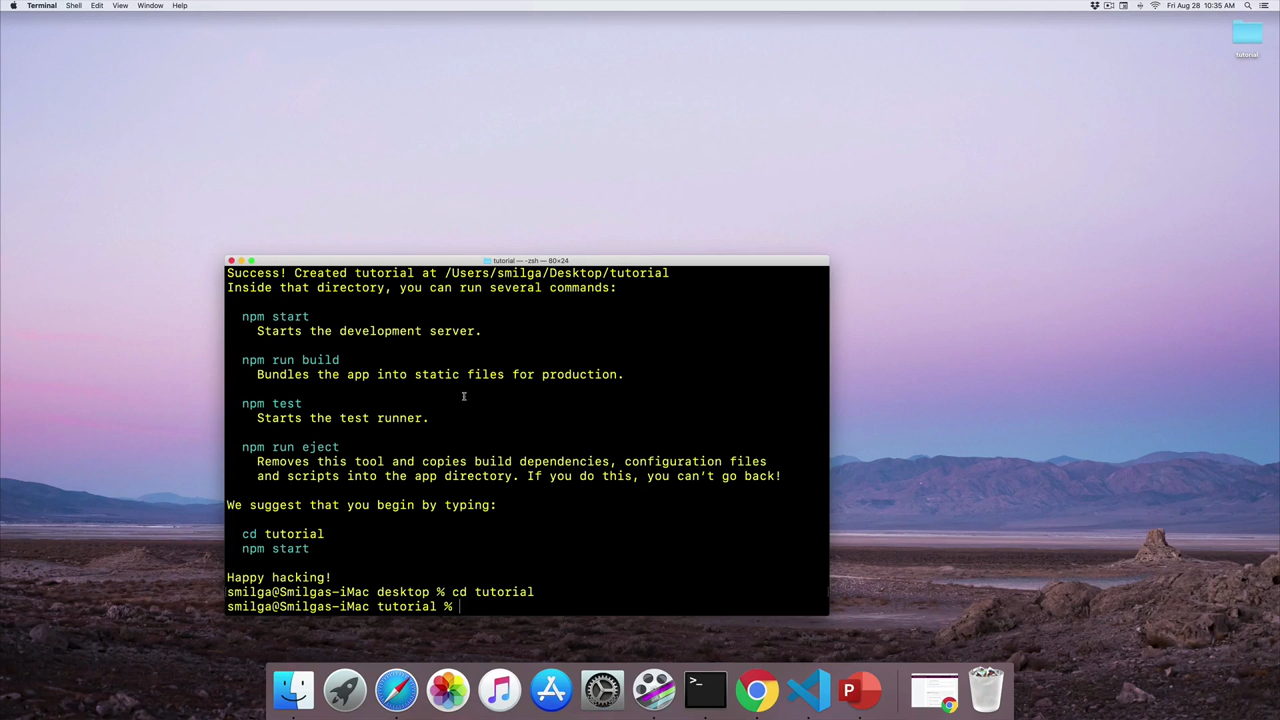 Terminal Shell Edit View Window Help
Fri Aug 28 10:35 AM
tutorial
tutorial — -zsh — 80×24
Success! Created tutorial at /Users/smilga/Desktop/tutorial
Inside that directory, you can run several commands:
npm start
Starts the development server.
npm run build
Bundles the app into static files for production.
npm test
Starts the test runner.
npm run eject
Removes this tool and copies build dependencies, configuration files
and scripts into the app directory. If you do this, you can’t go back!
We suggest that you begin by typing:
cd tutorial
npm start
Happy hacking!
smilga@Smilgas-iMac desktop % cd tutorial
smilga@Smilgas-iMac tutorial %
>_
P